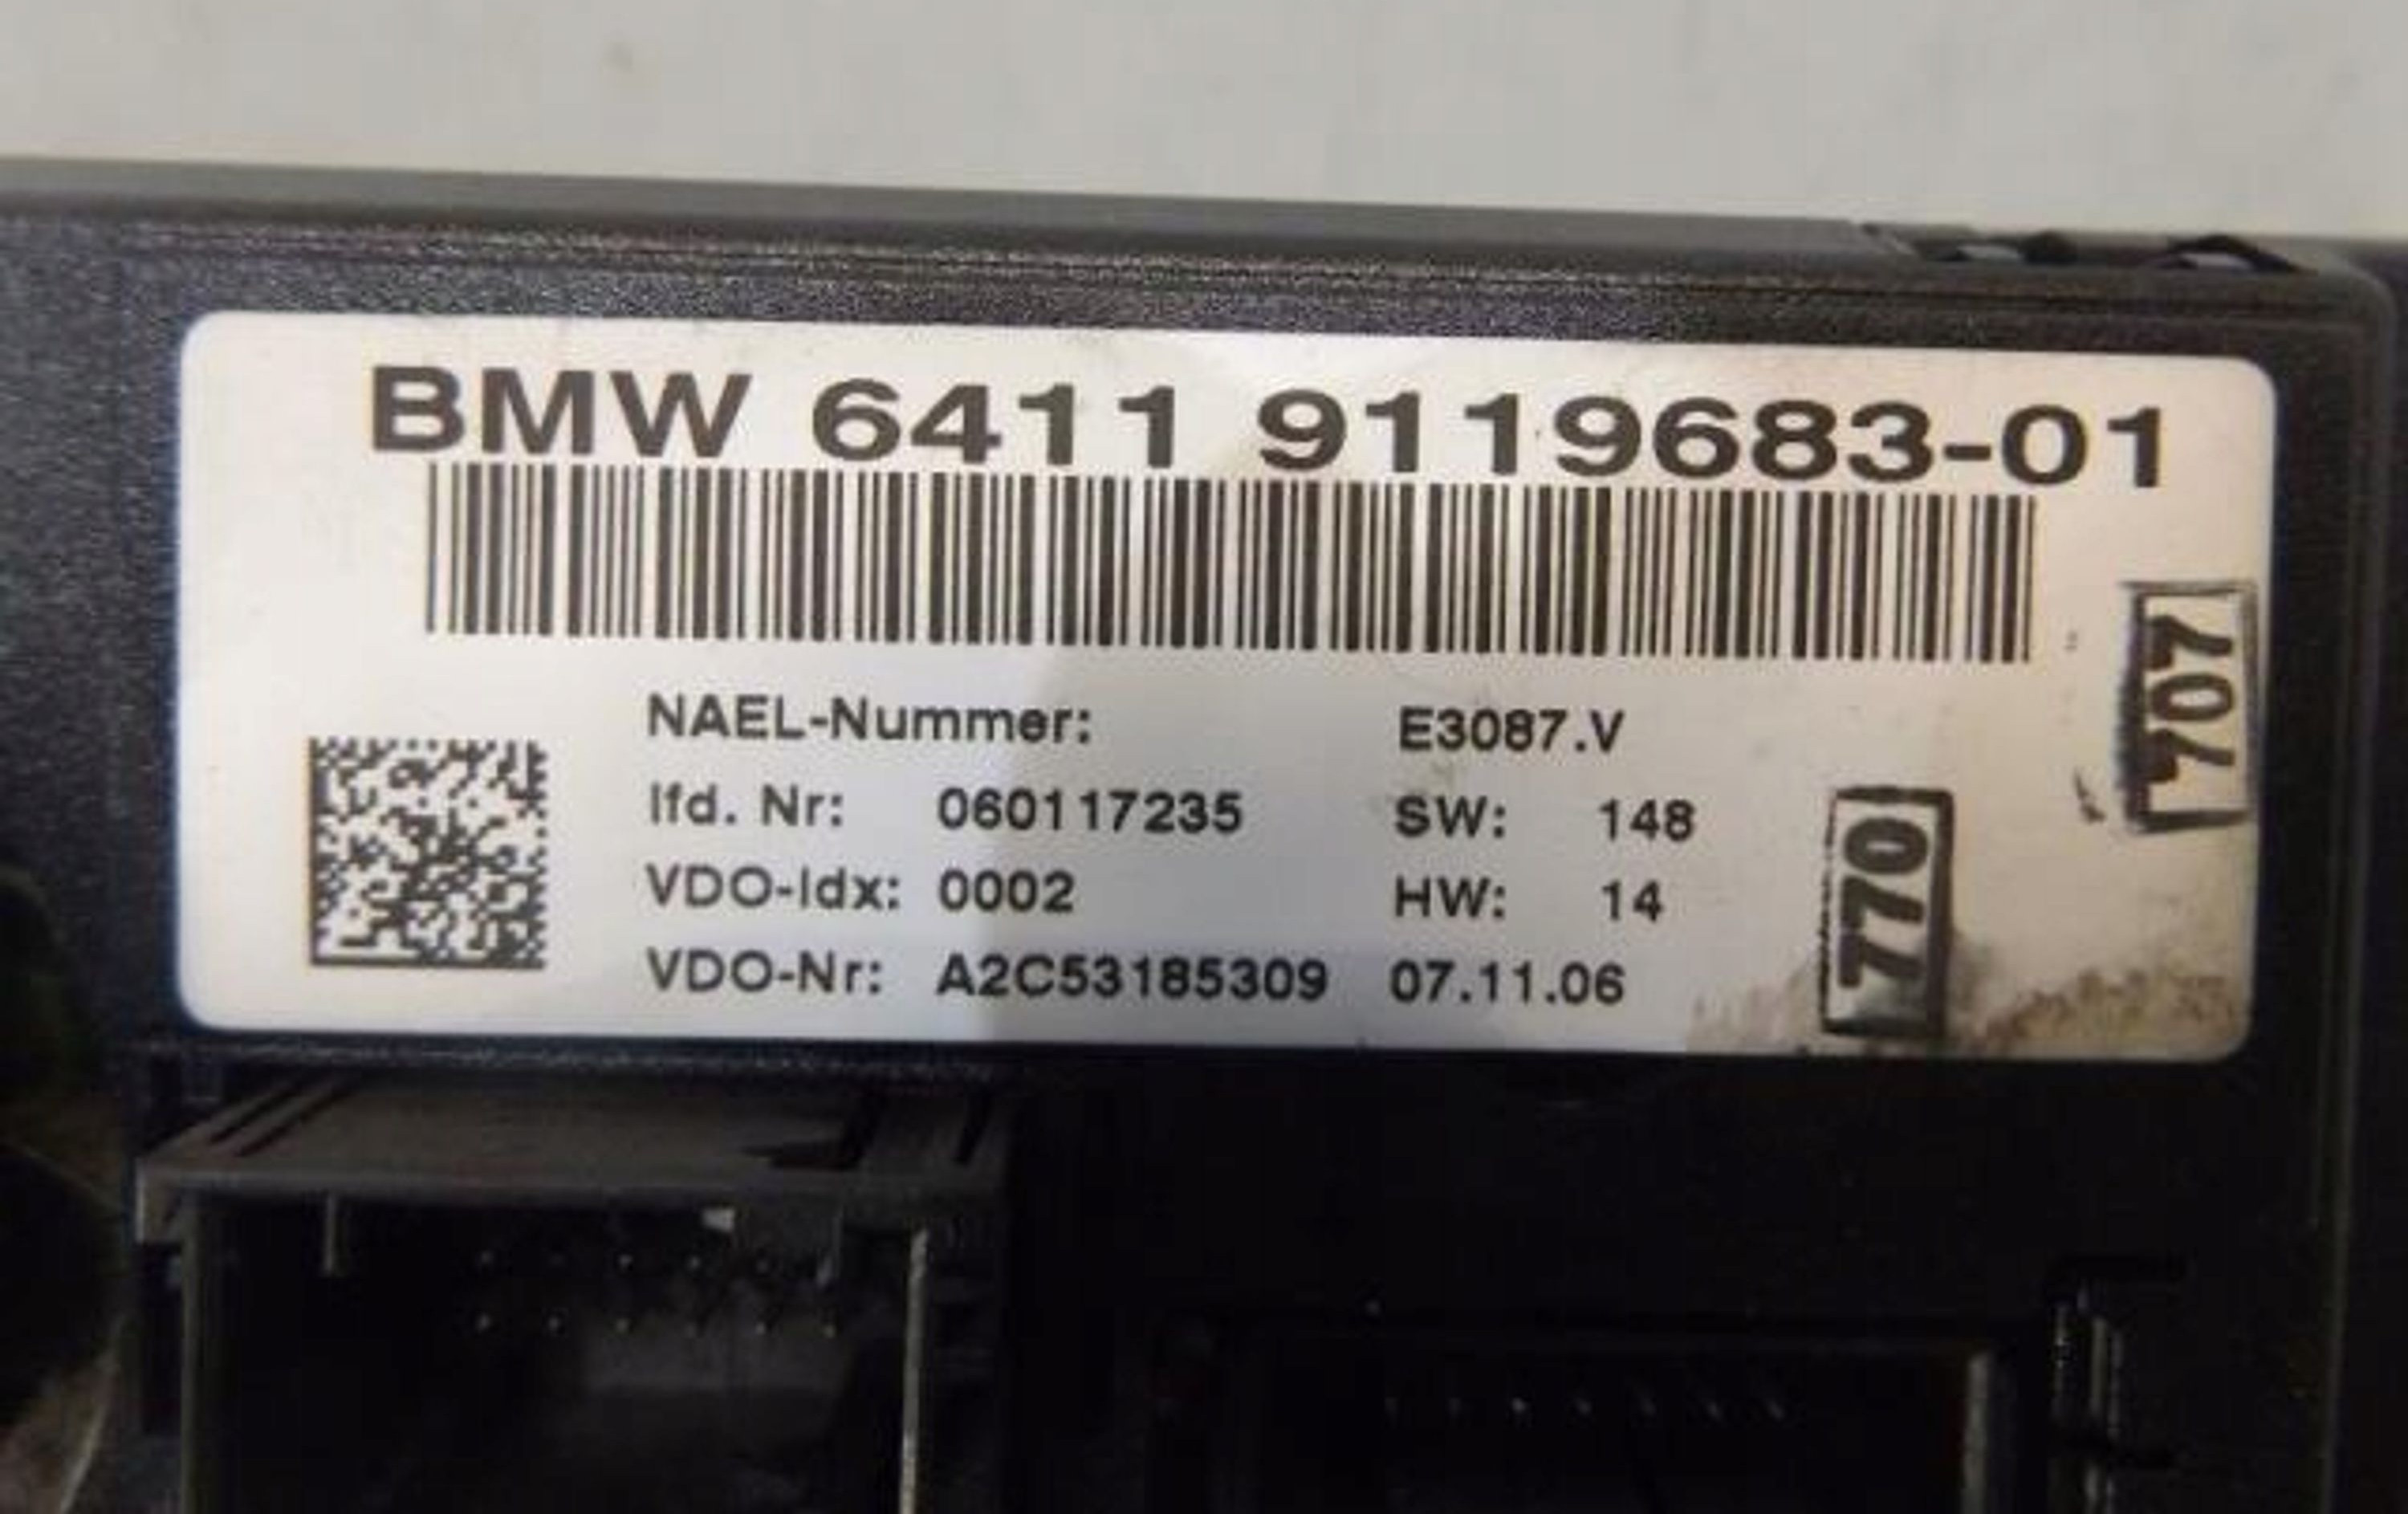 BMW 6411 9119683-01
NAEL-Nummer: E3087.V
lfd. Nr: 060117235 SW: 148
VDO-Idx: 0002 HW: 14
VDO-Nr: A2C53185309 07.11.06
770
707